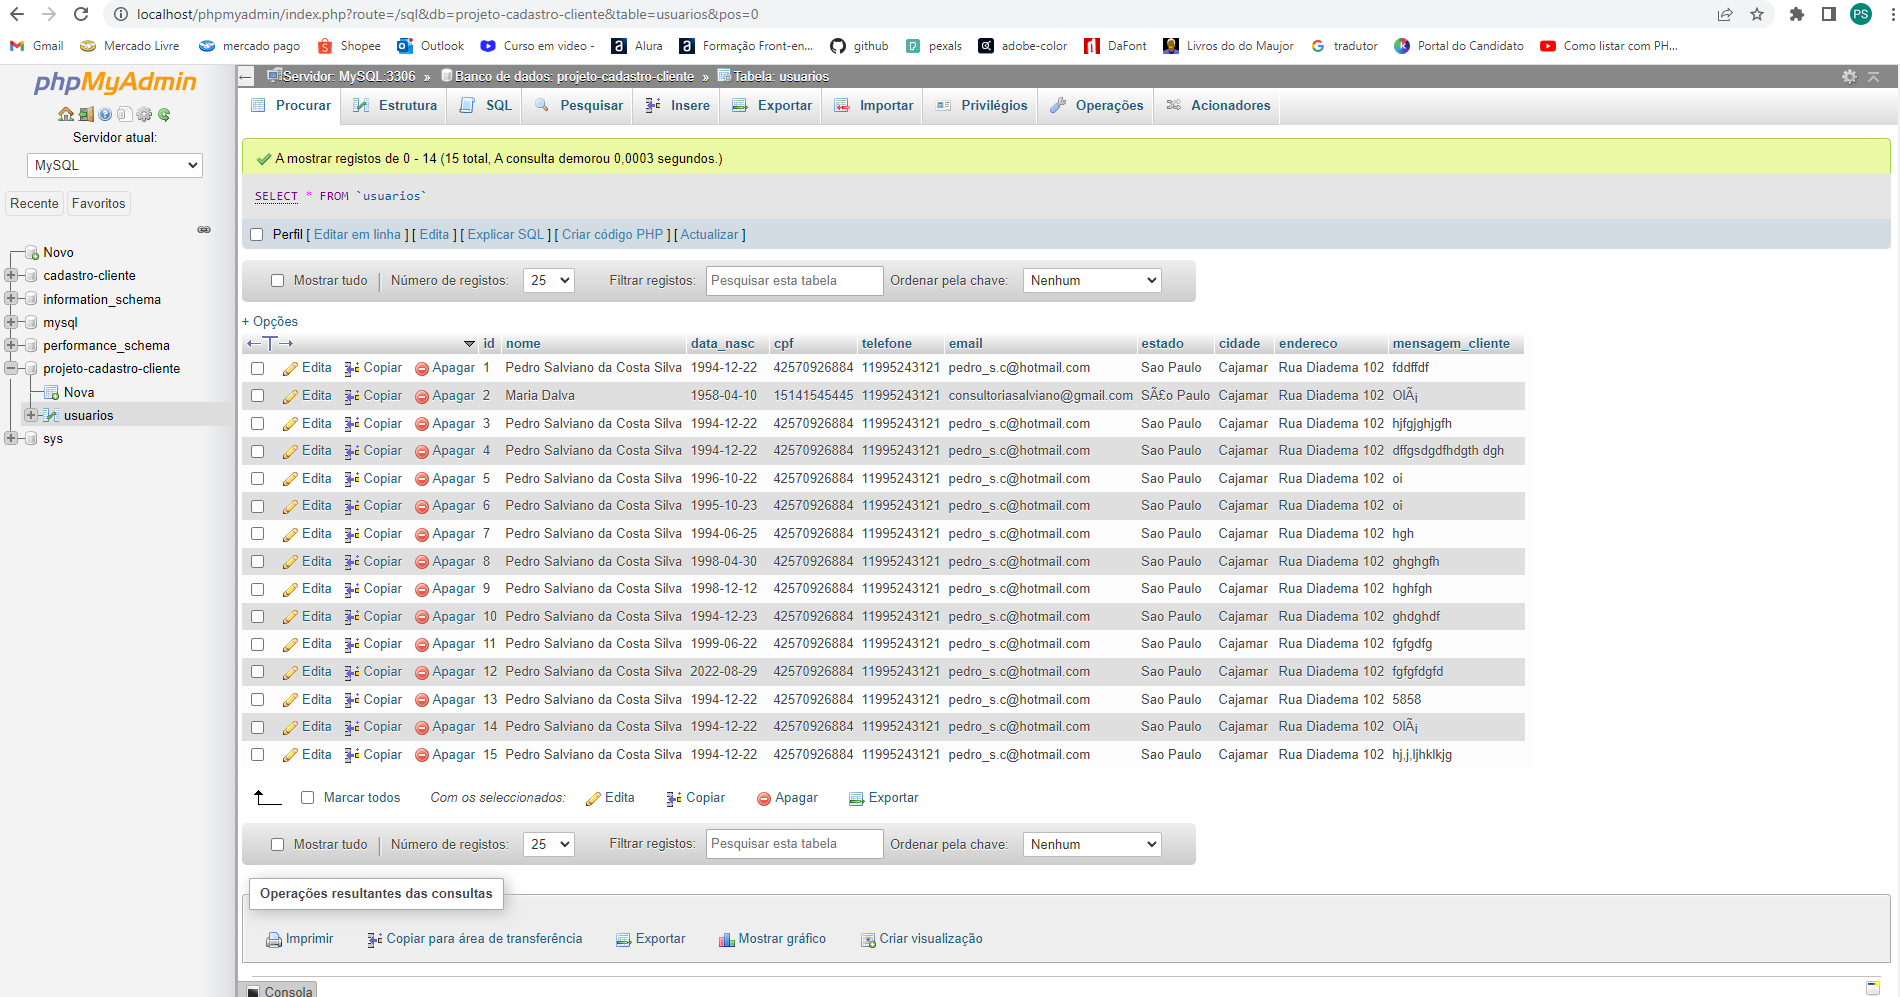 localhost/phpmyadmin/index.php?route=/sql&db=projeto-cadastro-cliente&table=usuarios&pos=0
PS
Gmail Mercado Livre mercado pago Shopee Outlook Curso em video - Alura Formação Front-en... github pexals adobe-color DaFont Livros do do Maujor tradutor Portal do Candidato Como listar com PH...
phpMyAdmin
Servidor atual:
MySQL
Recente Favoritos
Novo
cadastro-cliente
information_schema
mysql
performance_schema
projeto-cadastro-cliente
Nova
usuarios
sys
Servidor: MySQL:3306 » Banco de dados: projeto-cadastro-cliente » Tabela: usuarios
Procurar Estrutura SQL Pesquisar Insere Exportar Importar Privilégios Operações Acionadores
A mostrar registos de 0 - 14 (15 total, A consulta demorou 0,0003 segundos.)
SELECT * FROM `usuarios`
Perfil [ Editar em linha ] [ Edita ] [ Explicar SQL ] [ Criar código PHP ] [ Actualizar ]
Mostrar tudo Número de registos: 25 Filtrar registos: Pesquisar esta tabela Ordenar pela chave: Nenhum
+ Opções
id nome data_nasc cpf telefone email estado cidade endereco mensagem_cliente
Edita Copiar Apagar 1 Pedro Salviano da Costa Silva 1994-12-22 42570926884 11995243121 pedro_s.c@hotmail.com Sao Paulo Cajamar Rua Diadema 102 fddffdf
Edita Copiar Apagar 2 Maria Dalva 1958-04-10 15141545445 11995243121 consultoriasalviano@gmail.com SÃ£o Paulo Cajamar Rua Diadema 102 OlÃ¡
Edita Copiar Apagar 3 Pedro Salviano da Costa Silva 1994-12-22 42570926884 11995243121 pedro_s.c@hotmail.com Sao Paulo Cajamar Rua Diadema 102 hjfgjghjgfh
Edita Copiar Apagar 4 Pedro Salviano da Costa Silva 1994-12-22 42570926884 11995243121 pedro_s.c@hotmail.com Sao Paulo Cajamar Rua Diadema 102 dffgsdgdfhdgth dgh
Edita Copiar Apagar 5 Pedro Salviano da Costa Silva 1996-10-22 42570926884 11995243121 pedro_s.c@hotmail.com Sao Paulo Cajamar Rua Diadema 102 oi
Edita Copiar Apagar 6 Pedro Salviano da Costa Silva 1995-10-23 42570926884 11995243121 pedro_s.c@hotmail.com Sao Paulo Cajamar Rua Diadema 102 oi
Edita Copiar Apagar 7 Pedro Salviano da Costa Silva 1994-06-25 42570926884 11995243121 pedro_s.c@hotmail.com Sao Paulo Cajamar Rua Diadema 102 hgh
Edita Copiar Apagar 8 Pedro Salviano da Costa Silva 1998-04-30 42570926884 11995243121 pedro_s.c@hotmail.com Sao Paulo Cajamar Rua Diadema 102 ghghgfh
Edita Copiar Apagar 9 Pedro Salviano da Costa Silva 1998-12-12 42570926884 11995243121 pedro_s.c@hotmail.com Sao Paulo Cajamar Rua Diadema 102 hghfgh
Edita Copiar Apagar 10 Pedro Salviano da Costa Silva 1994-12-23 42570926884 11995243121 pedro_s.c@hotmail.com Sao Paulo Cajamar Rua Diadema 102 ghdghdf
Edita Copiar Apagar 11 Pedro Salviano da Costa Silva 1999-06-22 42570926884 11995243121 pedro_s.c@hotmail.com Sao Paulo Cajamar Rua Diadema 102 fgfgdfg
Edita Copiar Apagar 12 Pedro Salviano da Costa Silva 2022-08-29 42570926884 11995243121 pedro_s.c@hotmail.com Sao Paulo Cajamar Rua Diadema 102 fgfgfdgfd
Edita Copiar Apagar 13 Pedro Salviano da Costa Silva 1994-12-22 42570926884 11995243121 pedro_s.c@hotmail.com Sao Paulo Cajamar Rua Diadema 102 5858
Edita Copiar Apagar 14 Pedro Salviano da Costa Silva 1994-12-22 42570926884 11995243121 pedro_s.c@hotmail.com Sao Paulo Cajamar Rua Diadema 102 OlÃ¡
Edita Copiar Apagar 15 Pedro Salviano da Costa Silva 1994-12-22 42570926884 11995243121 pedro_s.c@hotmail.com Sao Paulo Cajamar Rua Diadema 102 hj,j,ljhklkjg
Marcar todos Com os seleccionados: Edita Copiar Apagar Exportar
Mostrar tudo Número de registos: 25 Filtrar registos: Pesquisar esta tabela Ordenar pela chave: Nenhum
Operações resultantes das consultas
Imprimir Copiar para área de transferência Exportar Mostrar gráfico Criar visualização
Consola